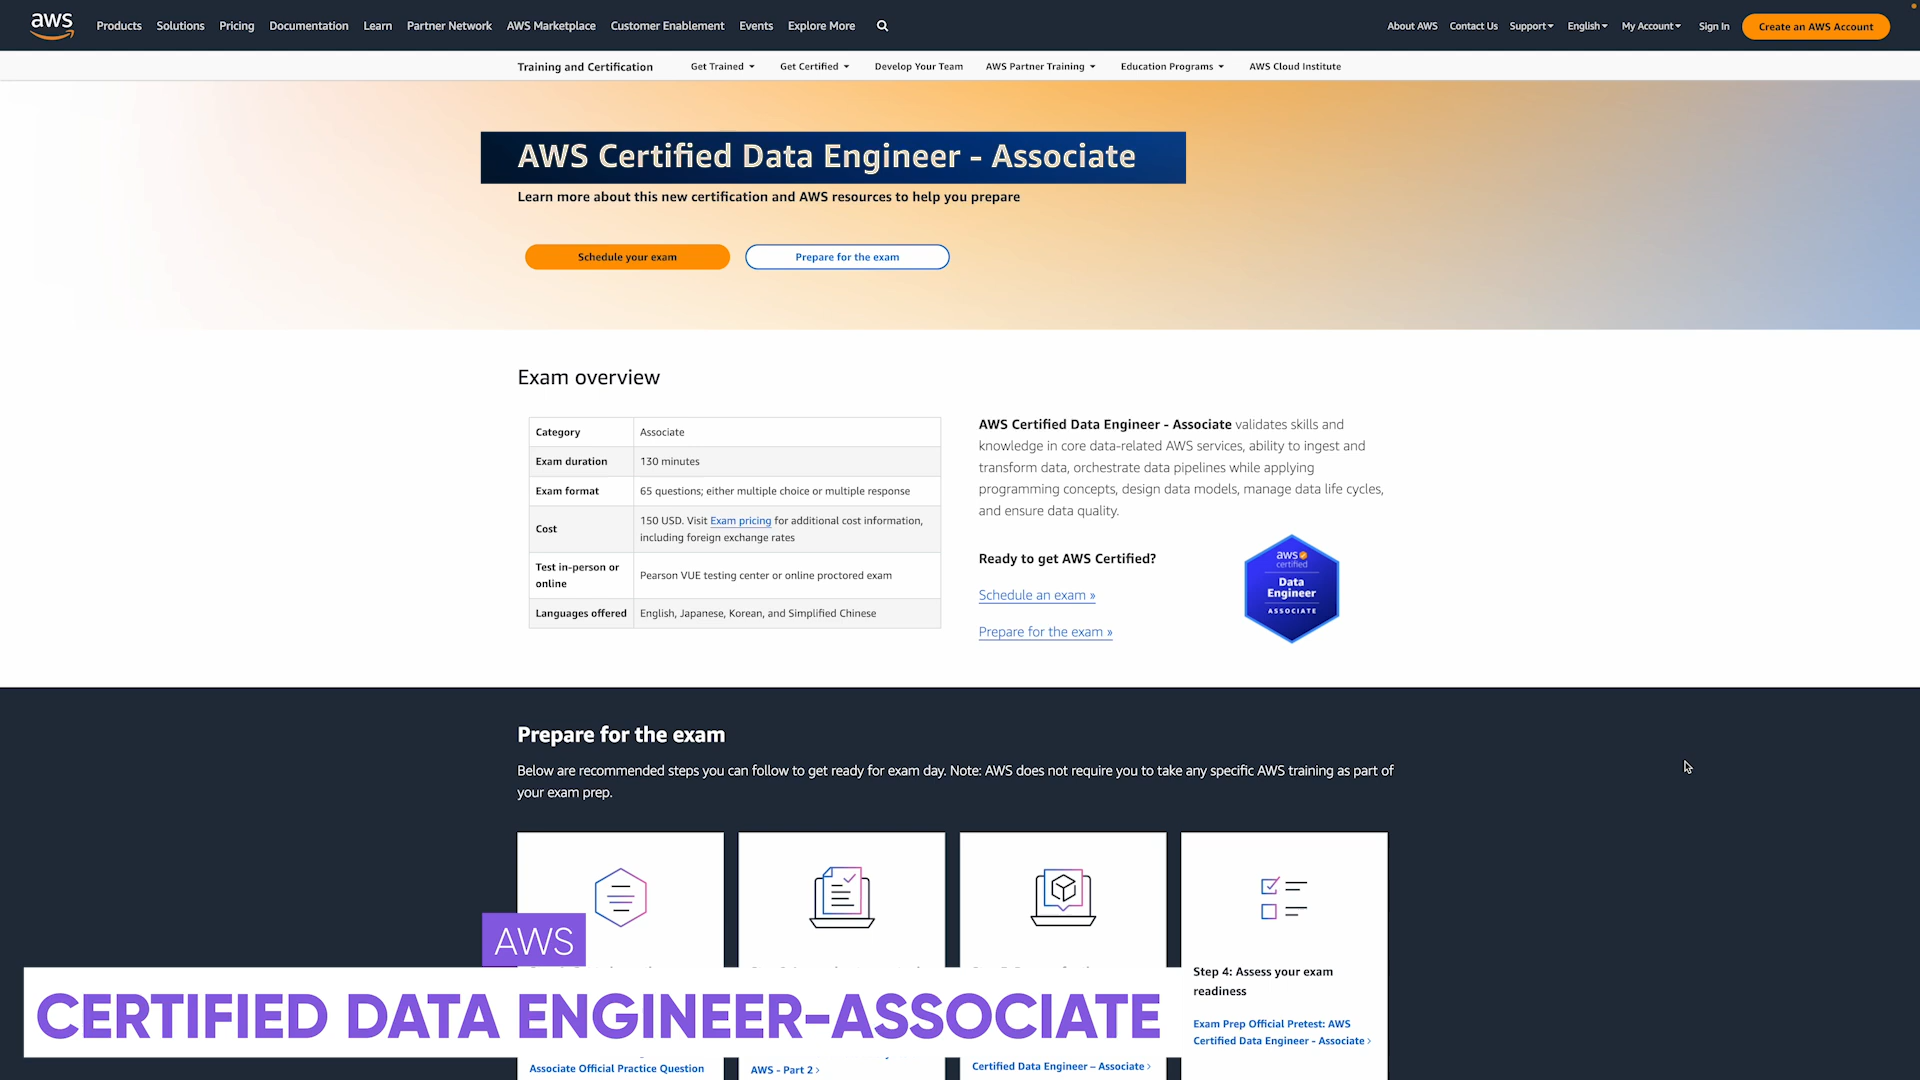 aws
Products Solutions Pricing Documentation Learn Partner Network AWS Marketplace Customer Enablement Events Explore More
About AWS Contact Us Support English My Account Sign In Create an AWS Account
Training and Certification Get Trained Get Certified Develop Your Team AWS Partner Training Education Programs AWS Cloud Institute
AWS Certified Data Engineer - Associate
Learn more about this new certification and AWS resources to help you prepare
Schedule your exam Prepare for the exam
Exam overview
Category Associate
Exam duration 130 minutes
Exam format 65 questions; either multiple choice or multiple response
Cost 150 USD. Visit Exam pricing for additional cost information,
including foreign exchange rates
Test in-person or
online
Pearson VUE testing center or online proctored exam
Languages offered English, Japanese, Korean, and Simplified Chinese
AWS Certified Data Engineer - Associate validates skills and
knowledge in core data-related AWS services, ability to ingest and
transform data, orchestrate data pipelines while applying
programming concepts, design data models, manage data life cycles,
and ensure data quality.
Ready to get AWS Certified?
Schedule an exam »
Prepare for the exam »
aws
certified
Data
Engineer
ASSOCIATE
Prepare for the exam
Below are recommended steps you can follow to get ready for exam day. Note: AWS does not require you to take any specific AWS training as part of
your exam prep.
AWS
CERTIFIED DATA ENGINEER-ASSOCIATE
Associate Official Practice Question
AWS - Part 2 ›
Certified Data Engineer – Associate ›
Step 4: Assess your exam
readiness
Exam Prep Official Pretest: AWS
Certified Data Engineer - Associate ›